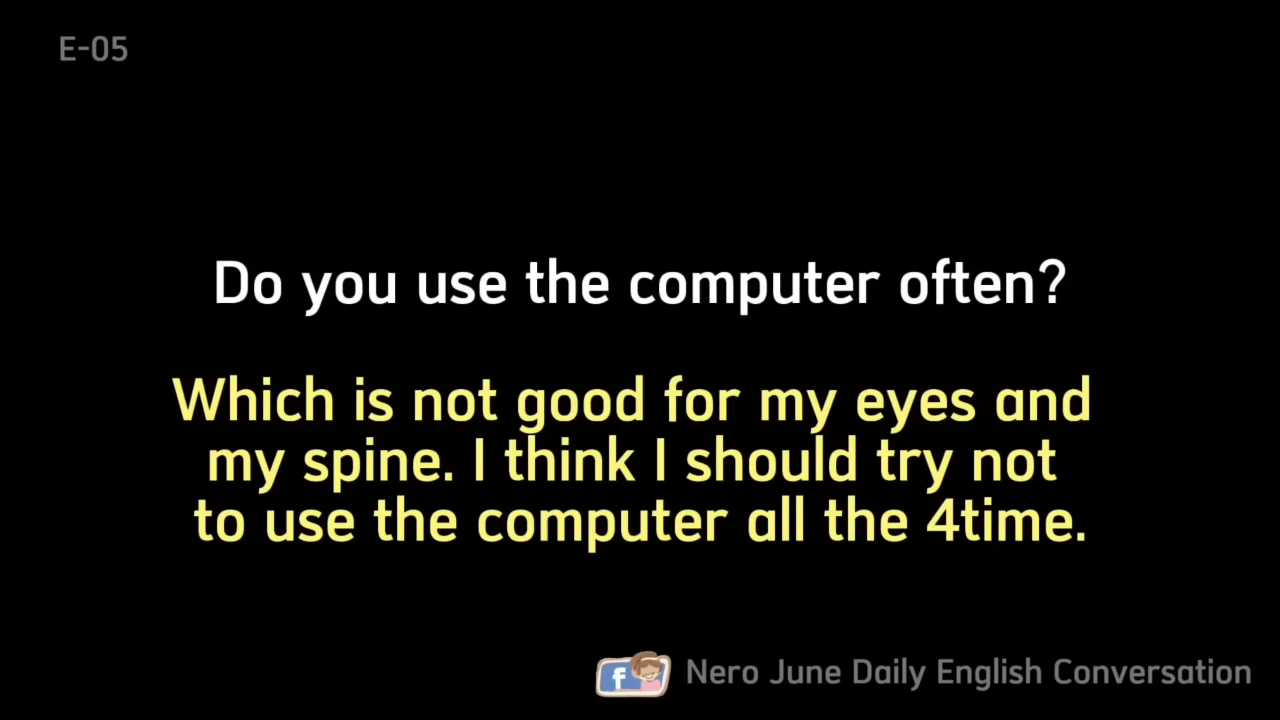 E-05
Do you use the computer often?
Which is not good for my eyes and
my spine. I think I should try not
to use the computer all the 4time.
f
Nero June Daily English Conversation